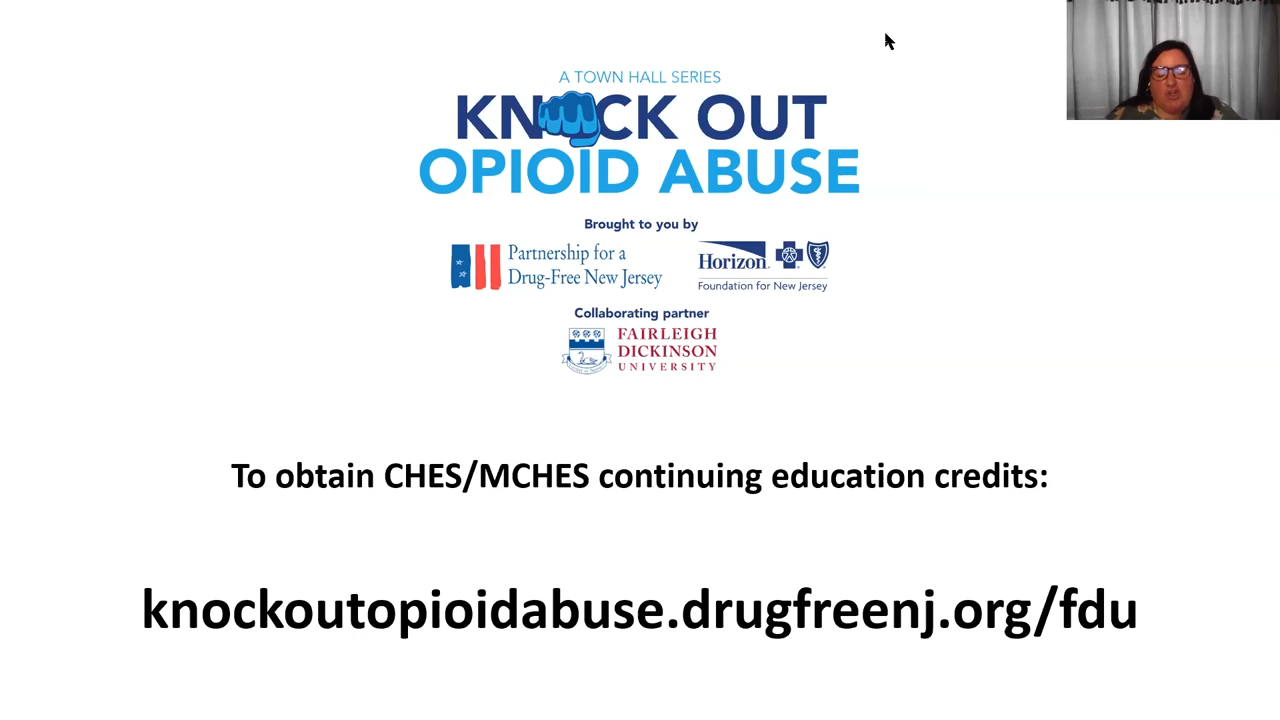 A TOWN HALL SERIES
KNOCK OUT
OPIOID ABUSE
Brought to you by
Partnership for a
Drug-Free New Jersey
Horizon
Foundation for New Jersey
Collaborating partner
FAIRLEIGH
DICKINSON
UNIVERSITY
To obtain CHES/MCHES continuing education credits:
knockoutopioidabuse.drugfreenj.org/fdu